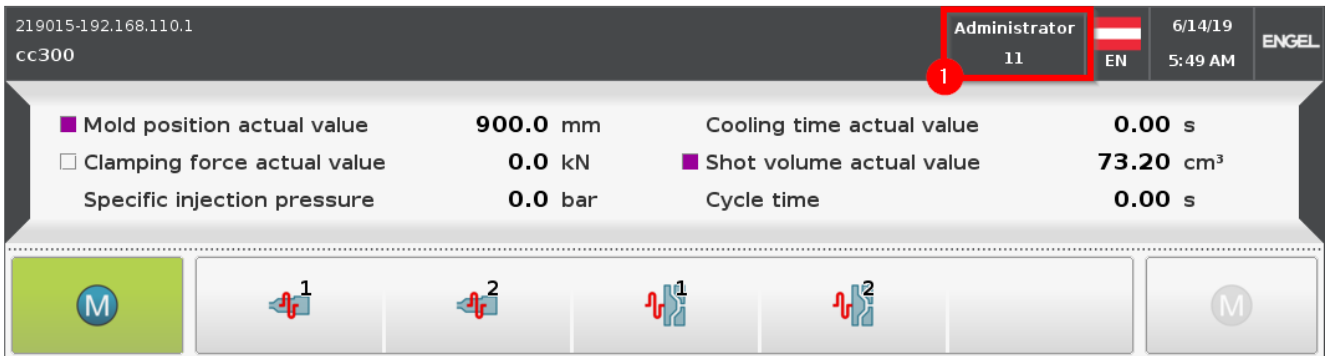 219015-192.168.110.1
cc300
Administrator
11
1
EN
6/14/19
5:49 AM
ENGEL
Mold position actual value 900.0 mm
Cooling time actual value 0.00 s
Clamping force actual value 0.0 kN
Shot volume actual value 73.20 cm³
Specific injection pressure 0.0 bar
Cycle time 0.00 s
M
1
2
1
2
M